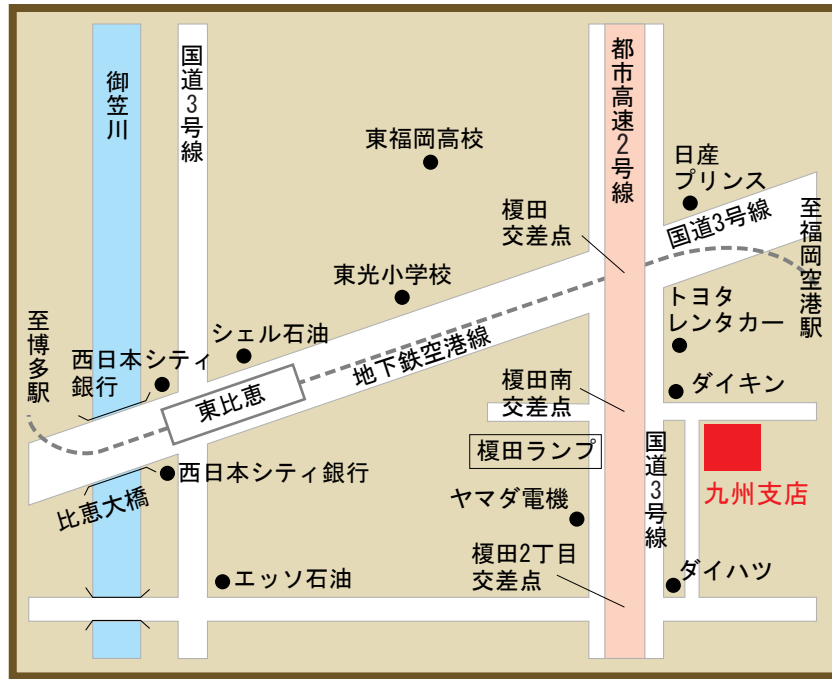 御笠川
国道3号線
都市高速2号線
東福岡高校
日産
プリンス
榎田
交差点
国道3号線
至福岡空港駅
東光小学校
トヨタ
レンタカー
至博多駅
シェル石油
西日本シティ
銀行
地下鉄空港線
榎田南
交差点
ダイキン
東比恵
榎田ランプ
国道3号線
九州支店
西日本シティ銀行
比恵大橋
ヤマダ電機
榎田2丁目
交差点
エッソ石油
ダイハツ